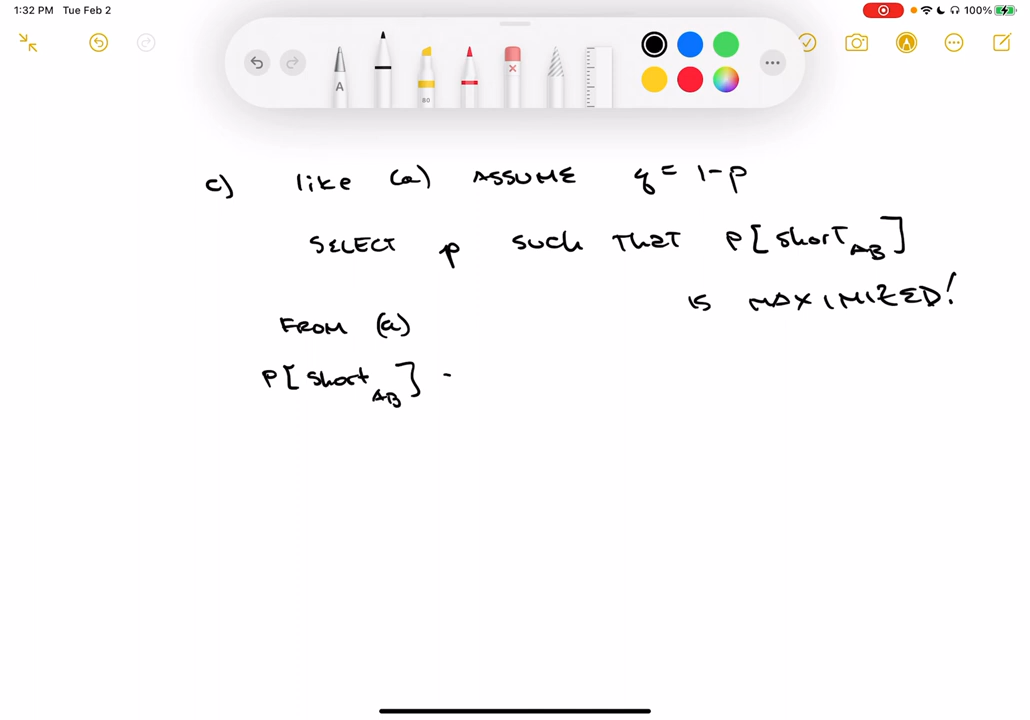 1:32 PM Tue Feb 2
100%
A
80
c) like (a) ASSUME q = 1-p
SELECT p such THAT P[short AB]
IS MAXIMIZED!
FROM (a)
P[short AB] -